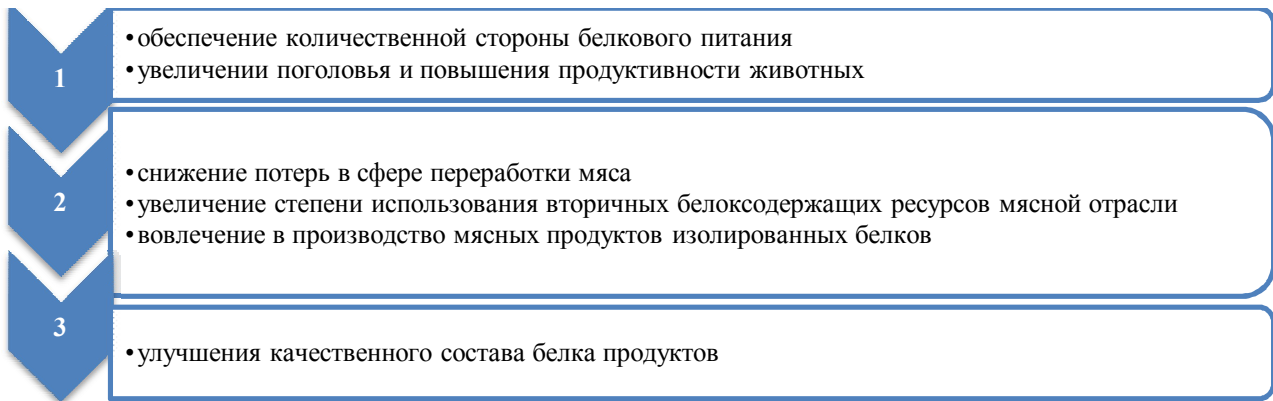 1
•обеспечение количественной стороны белкового питания
•увеличении поголовья и повышения продуктивности животных
2
•снижение потерь в сфере переработки мяса
•увеличение степени использования вторичных белоксодержащих ресурсов мясной отрасли
•вовлечение в производство мясных продуктов изолированных белков
3
•улучшения качественного состава белка продуктов